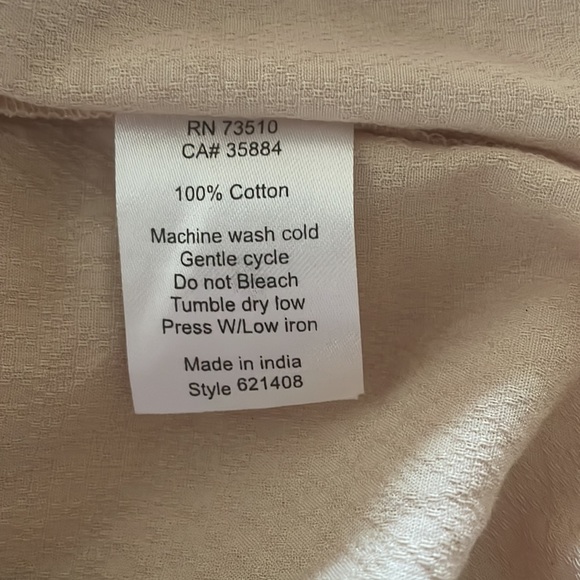 RN 73510
CA# 35884
100% Cotton
Machine wash cold
Gentle cycle
Do not Bleach
Tumble dry low
Press W/Low iron
Made in india
Style 621408